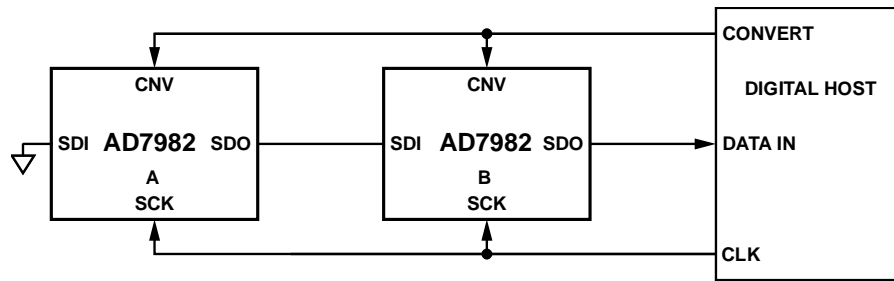 CONVERT
CNV
CNV
DIGITAL HOST
SDI AD7982 SDO
SDI AD7982 SDO
DATA IN
A
B
SCK
SCK
CLK